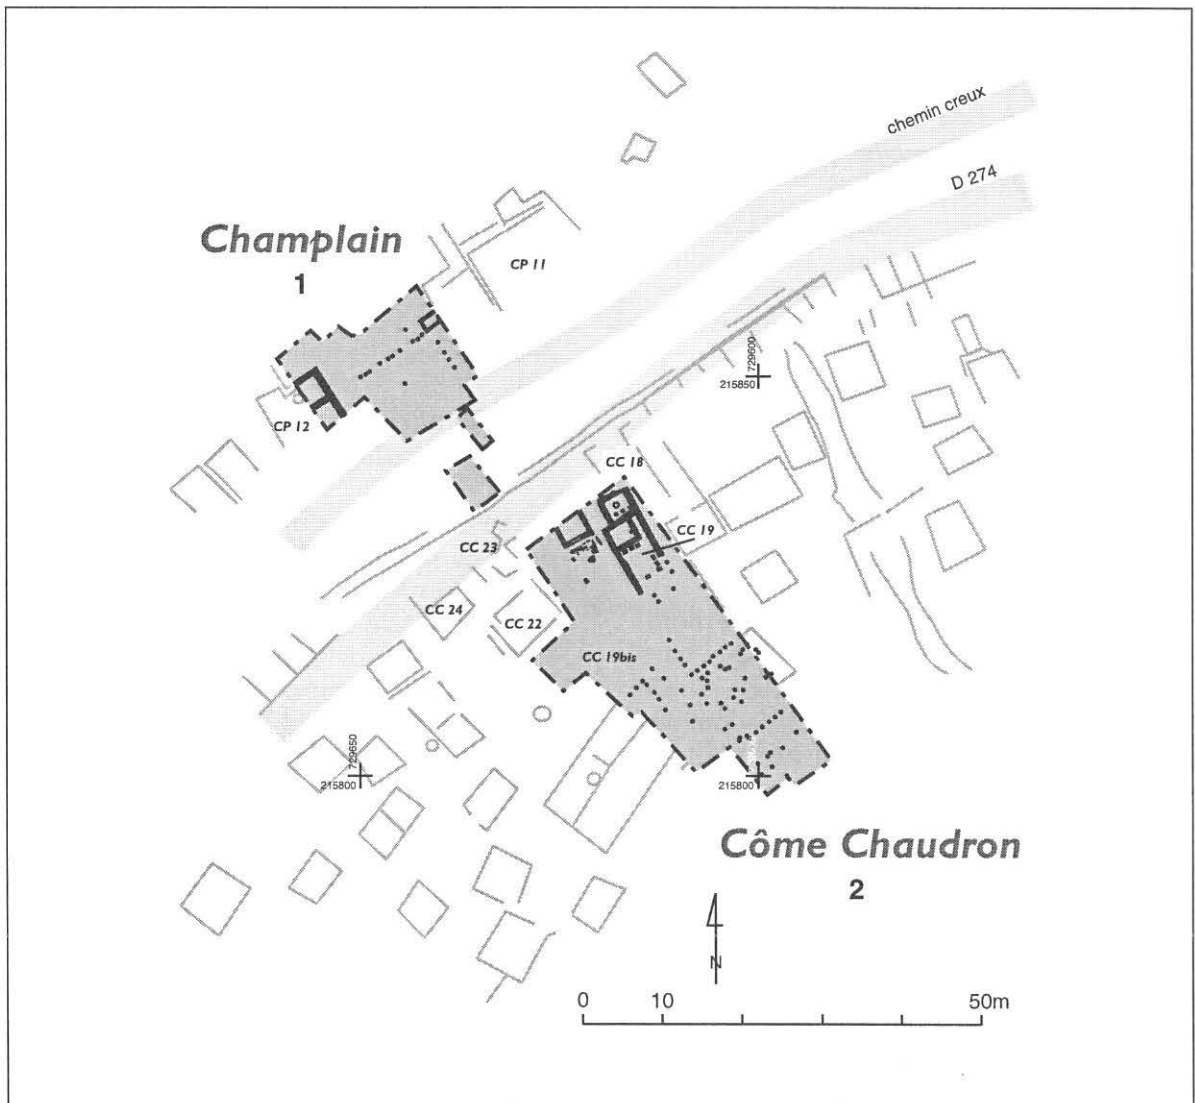 chemin creux
D 274
Champlain
1
CP 11
729600
215850
CP 12
CC 18
CC 19
CC 23
CC 24
CC 22
CC 19bis
729650
215800
215800
Côme Chaudron
2
N
0 10 50m